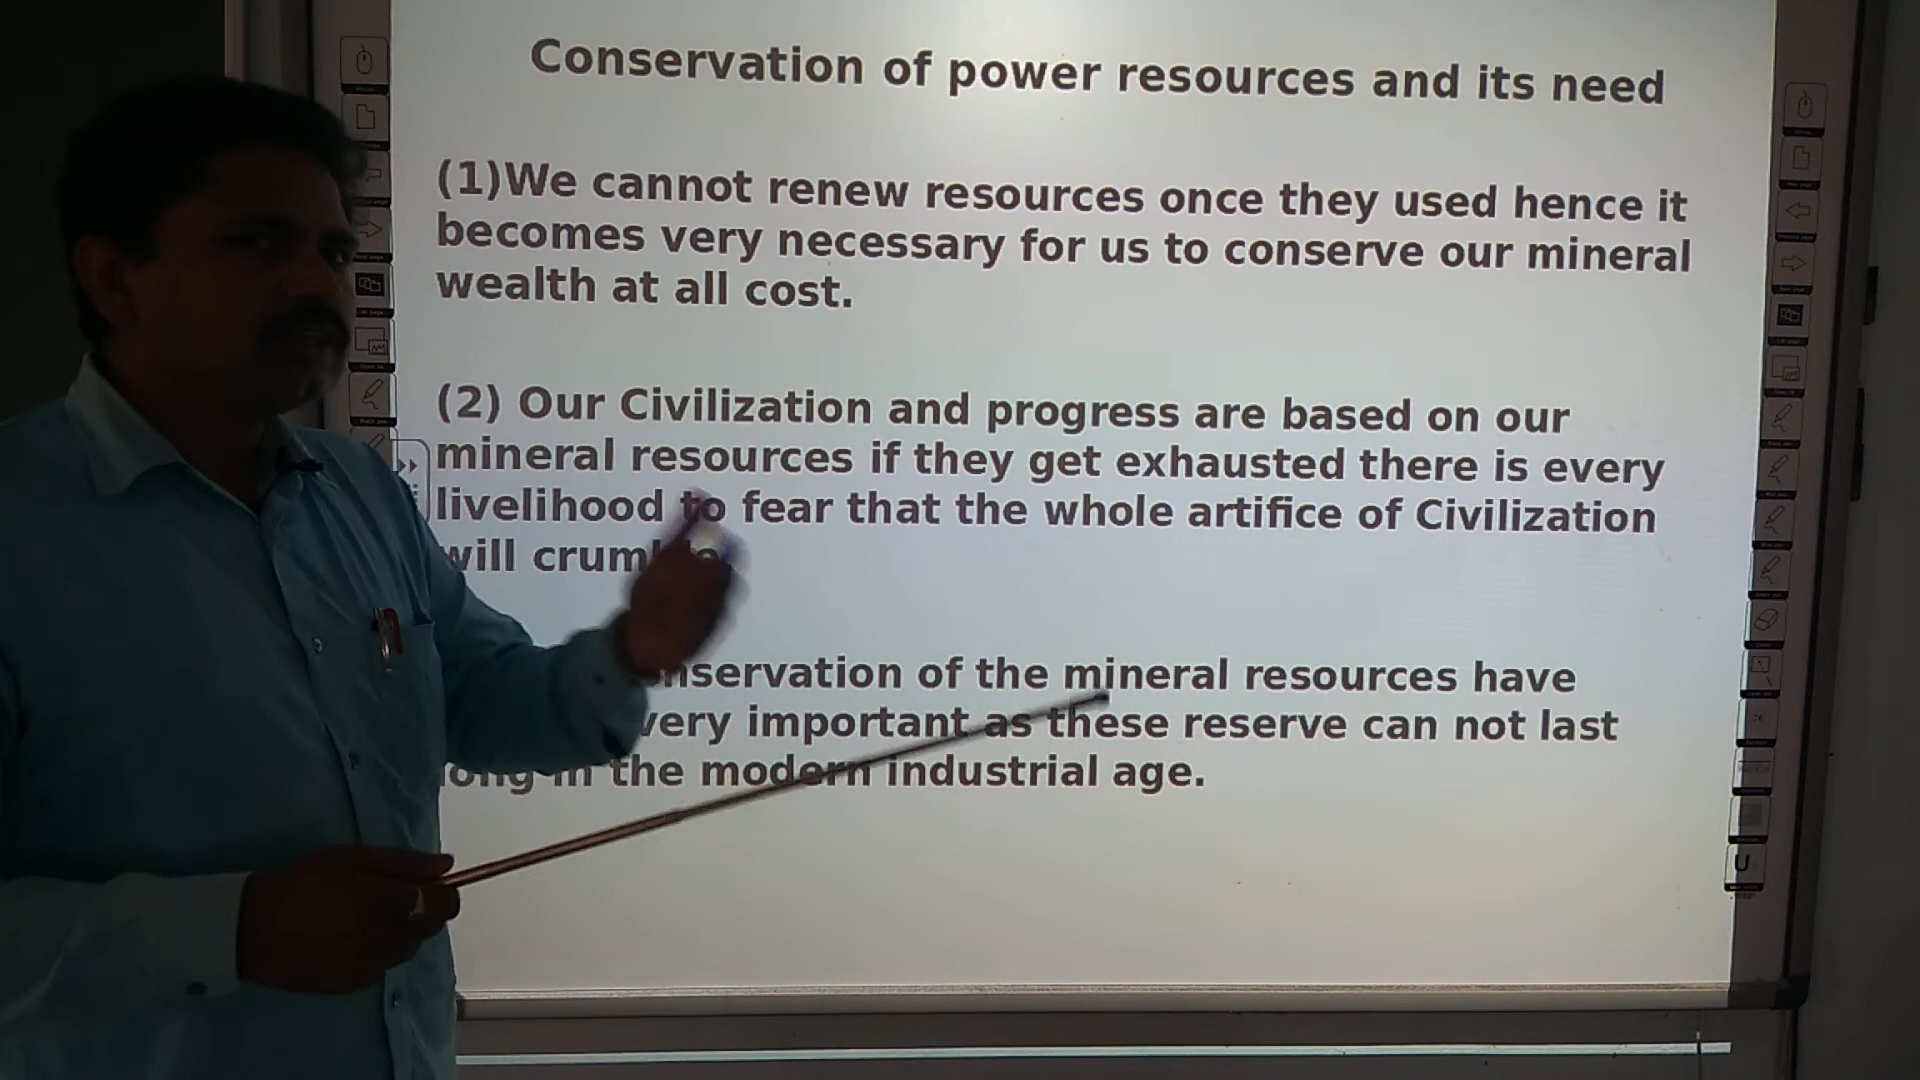 Conservation of power resources and its need
(1)We cannot renew resources once they used hence it
becomes very necessary for us to conserve our mineral
wealth at all cost.
(2) Our Civilization and progress are based on our
mineral resources if they get exhausted there is every
livelihood to fear that the whole artifice of Civilization
will
of the mineral resources have
very important as these reserve can not last
the modern industrial age.